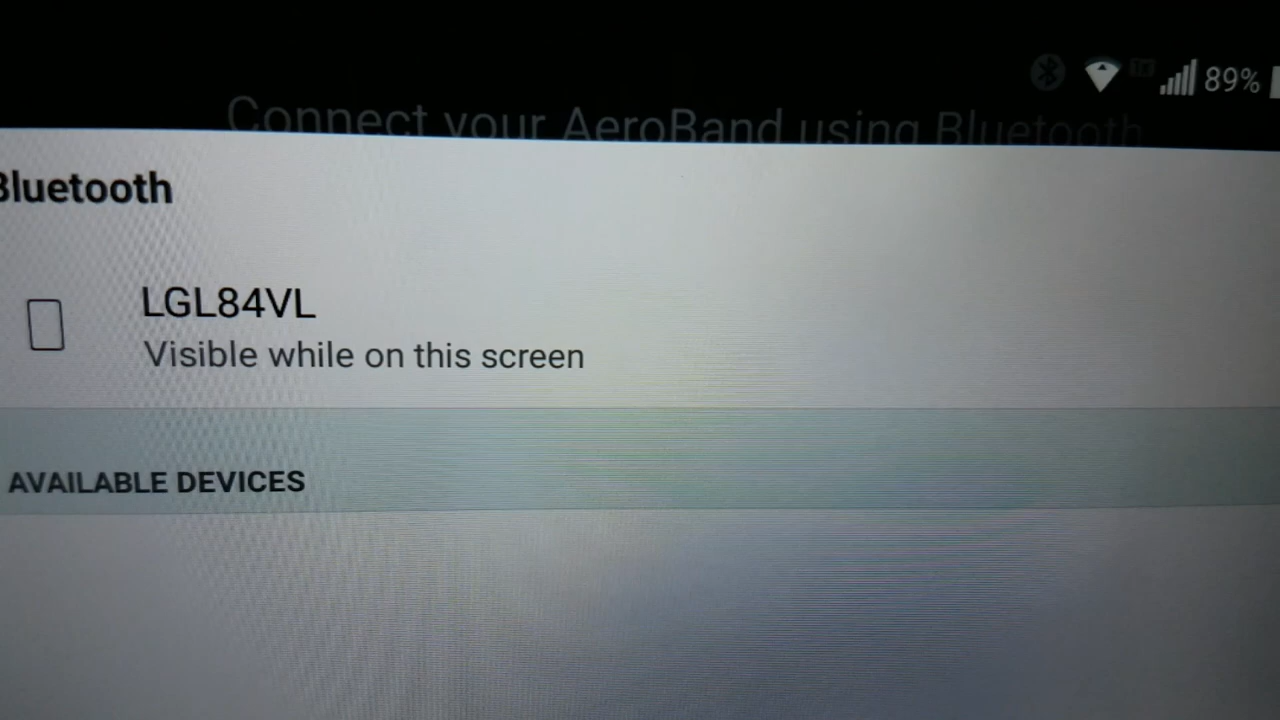 89%
Connect your AeroBand using Bluetooth
Bluetooth
LGL84VL
Visible while on this screen
AVAILABLE DEVICES